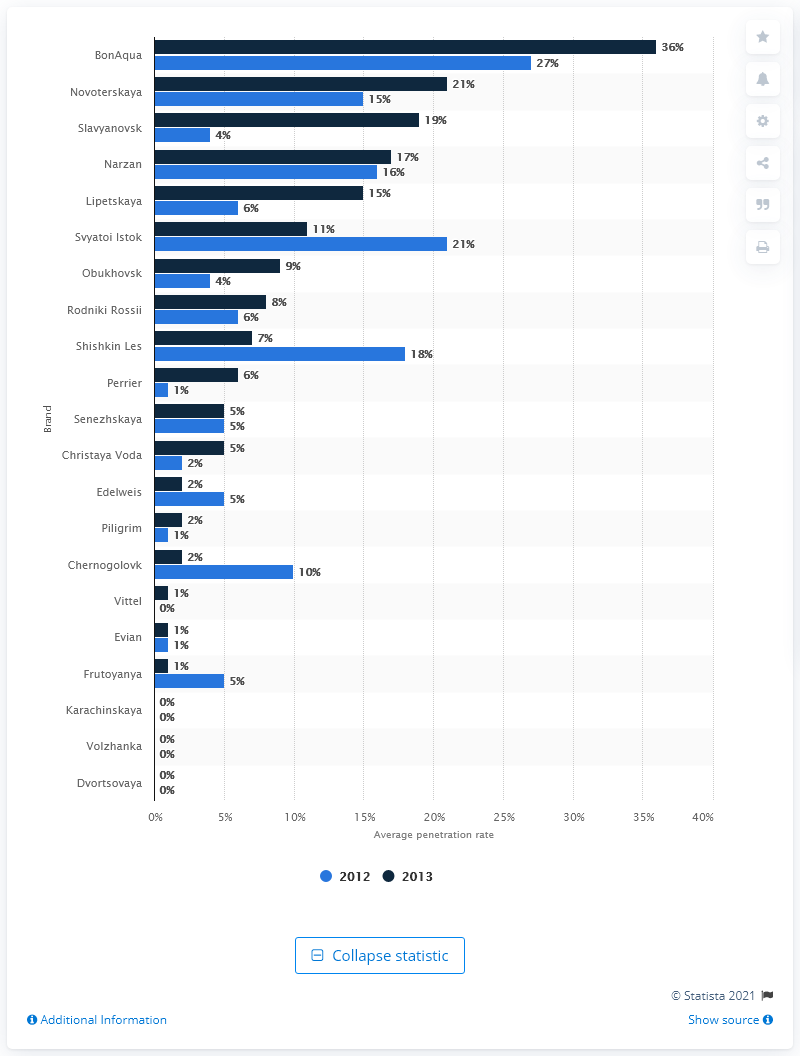 BonAqua 36%
27%
Novoterskaya 21%
15%
Slavyanovsk 19%
4%
Narzan 17%
16%
Lipetskaya 15%
6%
Svyatoi Istok 11%
21%
Obukhovsk 9%
4%
Rodniki Rossii 8%
6%
Shishkin Les 7%
18%
Perrier 6%
1%
Brand
Senezhskaya 5%
5%
Christaya Voda 5%
2%
Edelweis 2%
5%
Piligrim 2%
1%
Chernogolovk 2%
10%
Vittel 1%
0%
Evian 1%
1%
Frutoyanya 1%
5%
Karachinskaya 0%
0%
Volzhanka 0%
0%
Dvortsovaya 0%
0%
0% 5% 10% 15% 20% 25% 30% 35% 40%
Average penetration rate
2012 2013
Collapse statistic
© Statista 2021
Additional Information Show source